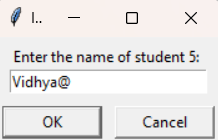 I..
Enter the name of student 5:
Vidhya@
OK
Cancel